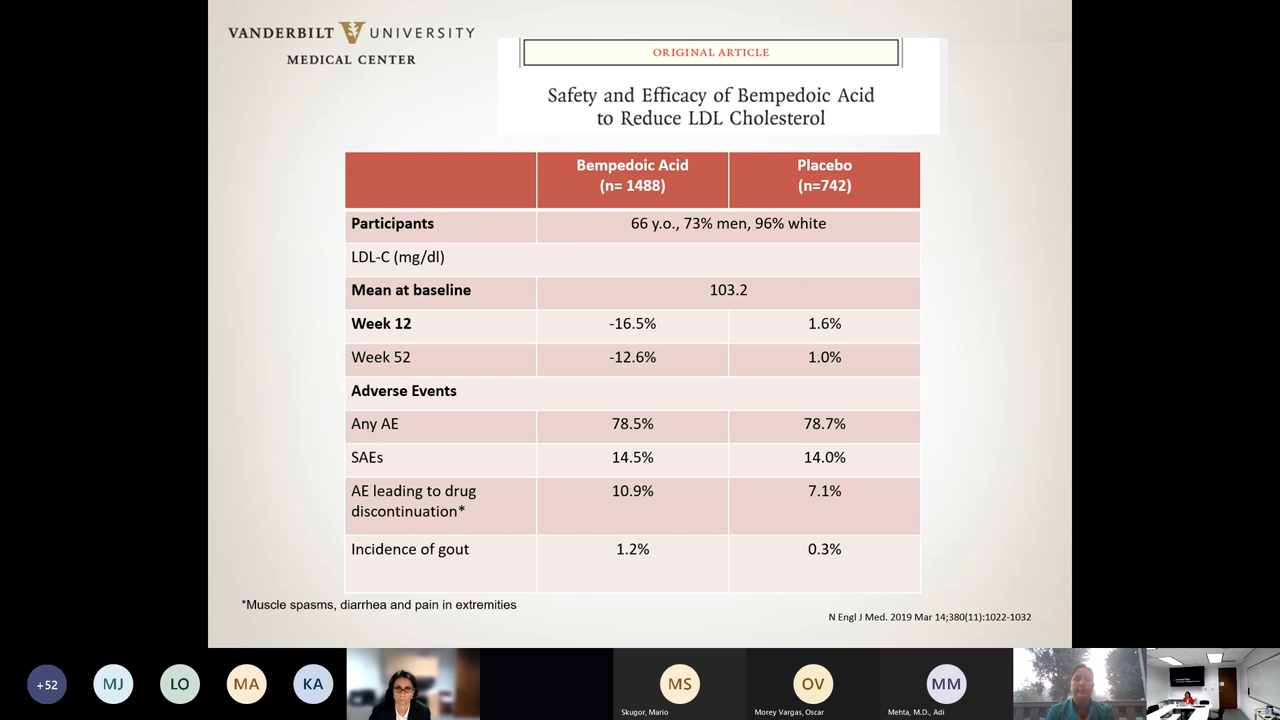 VANDERBILT UNIVERSITY
MEDICAL CENTER
ORIGINAL ARTICLE
Safety and Efficacy of Bempedoic Acid
to Reduce LDL Cholesterol
Bempedoic Acid Placebo
(n= 1488) (n=742)
Participants 66 y.o., 73% men, 96% white
LDL-C (mg/dl)
Mean at baseline 103.2
Week 12 -16.5% 1.6%
Week 52 -12.6% 1.0%
Adverse Events
Any AE 78.5% 78.7%
SAEs 14.5% 14.0%
AE leading to drug 10.9% 7.1%
discontinuation*
Incidence of gout 1.2% 0.3%
*Muscle spasms, diarrhea and pain in extremities
N Engl J Med. 2019 Mar 14;380(11):1022-1032
+52 MJ LO MA KA MS OV MM
Skugor, Mario Morey Vargas, Oscar Mehta, M.D., Adi